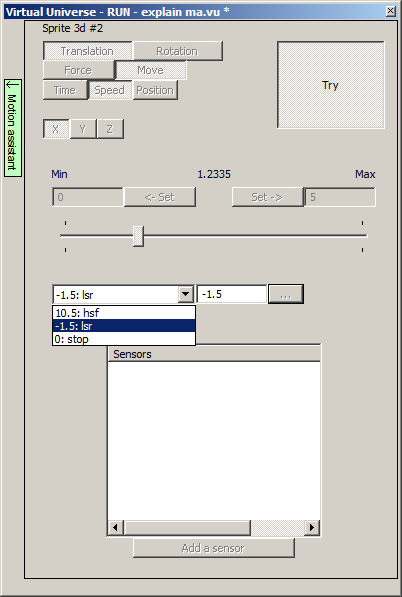 Virtual Universe - RUN - explain ma.vu *
Sprite 3d #2
Translation Rotation
Force Move
Time Speed Position
Try
Motion assistant
X Y Z
Min 1.2335 Max
0 <- Set Set -> 5
-1.5: lsr -1.5 ...
10.5: hsf
-1.5: lsr
0: stop
Sensors
Add a sensor